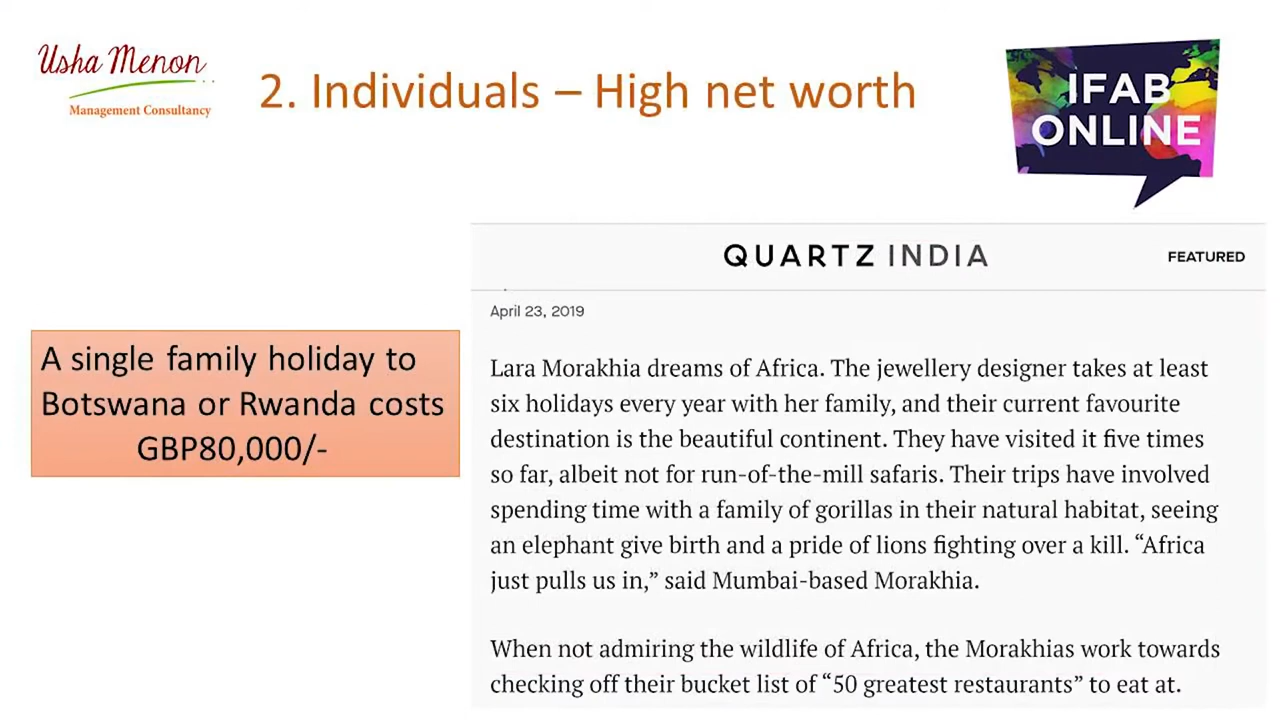 Usha Menon
Management Consultancy
2. Individuals – High net worth
IFAB
ONLINE
QUARTZ INDIA
FEATURED
April 23, 2019
A single family holiday to
Botswana or Rwanda costs
GBP80,000/-
Lara Morakhia dreams of Africa. The jewellery designer takes at least
six holidays every year with her family, and their current favourite
destination is the beautiful continent. They have visited it five times
so far, albeit not for run-of-the-mill safaris. Their trips have involved
spending time with a family of gorillas in their natural habitat, seeing
an elephant give birth and a pride of lions fighting over a kill. “Africa
just pulls us in,” said Mumbai-based Morakhia.
When not admiring the wildlife of Africa, the Morakhias work towards
checking off their bucket list of “50 greatest restaurants” to eat at.